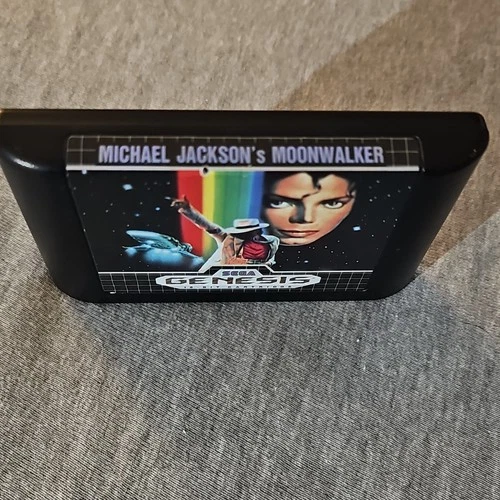 MICHAEL JACKSON's MOONWALKER
SEGA
GENESIS